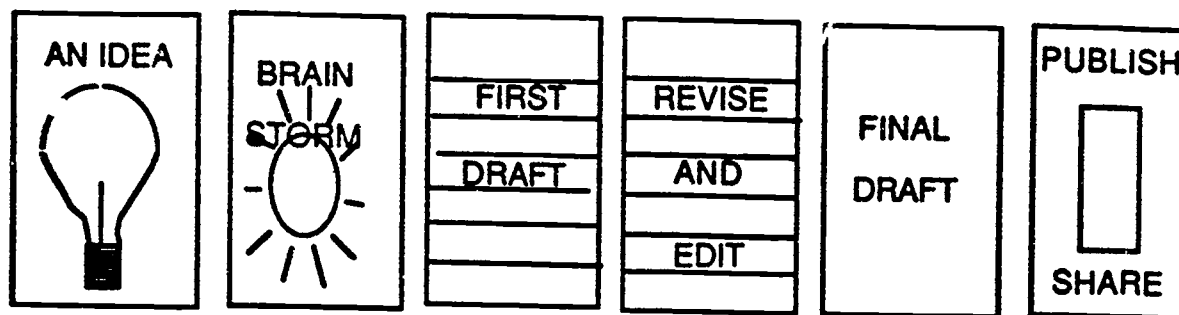 AN IDEA
BRAIN
STORM
FIRST
DRAFT
REVISE
AND
EDIT
FINAL
DRAFT
PUBLISH
SHARE